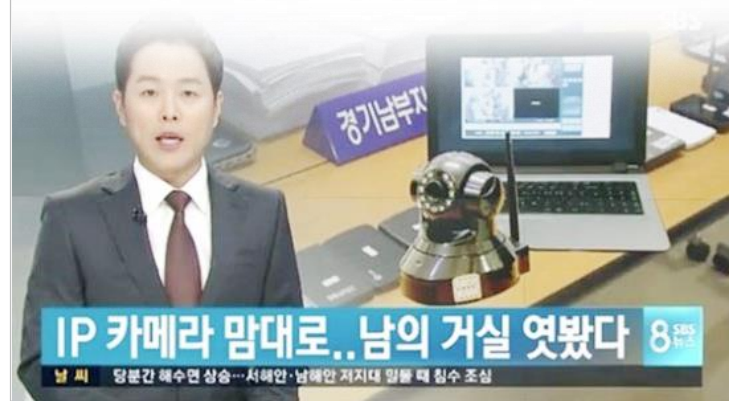 SBS
경기남부지
IP 카메라 맘대로..남의 거실 엿봤다
8 SBS 뉴스
날씨 당분간 해수면 상승…서해안·남해안 저지대 밀물 때 침수 조심